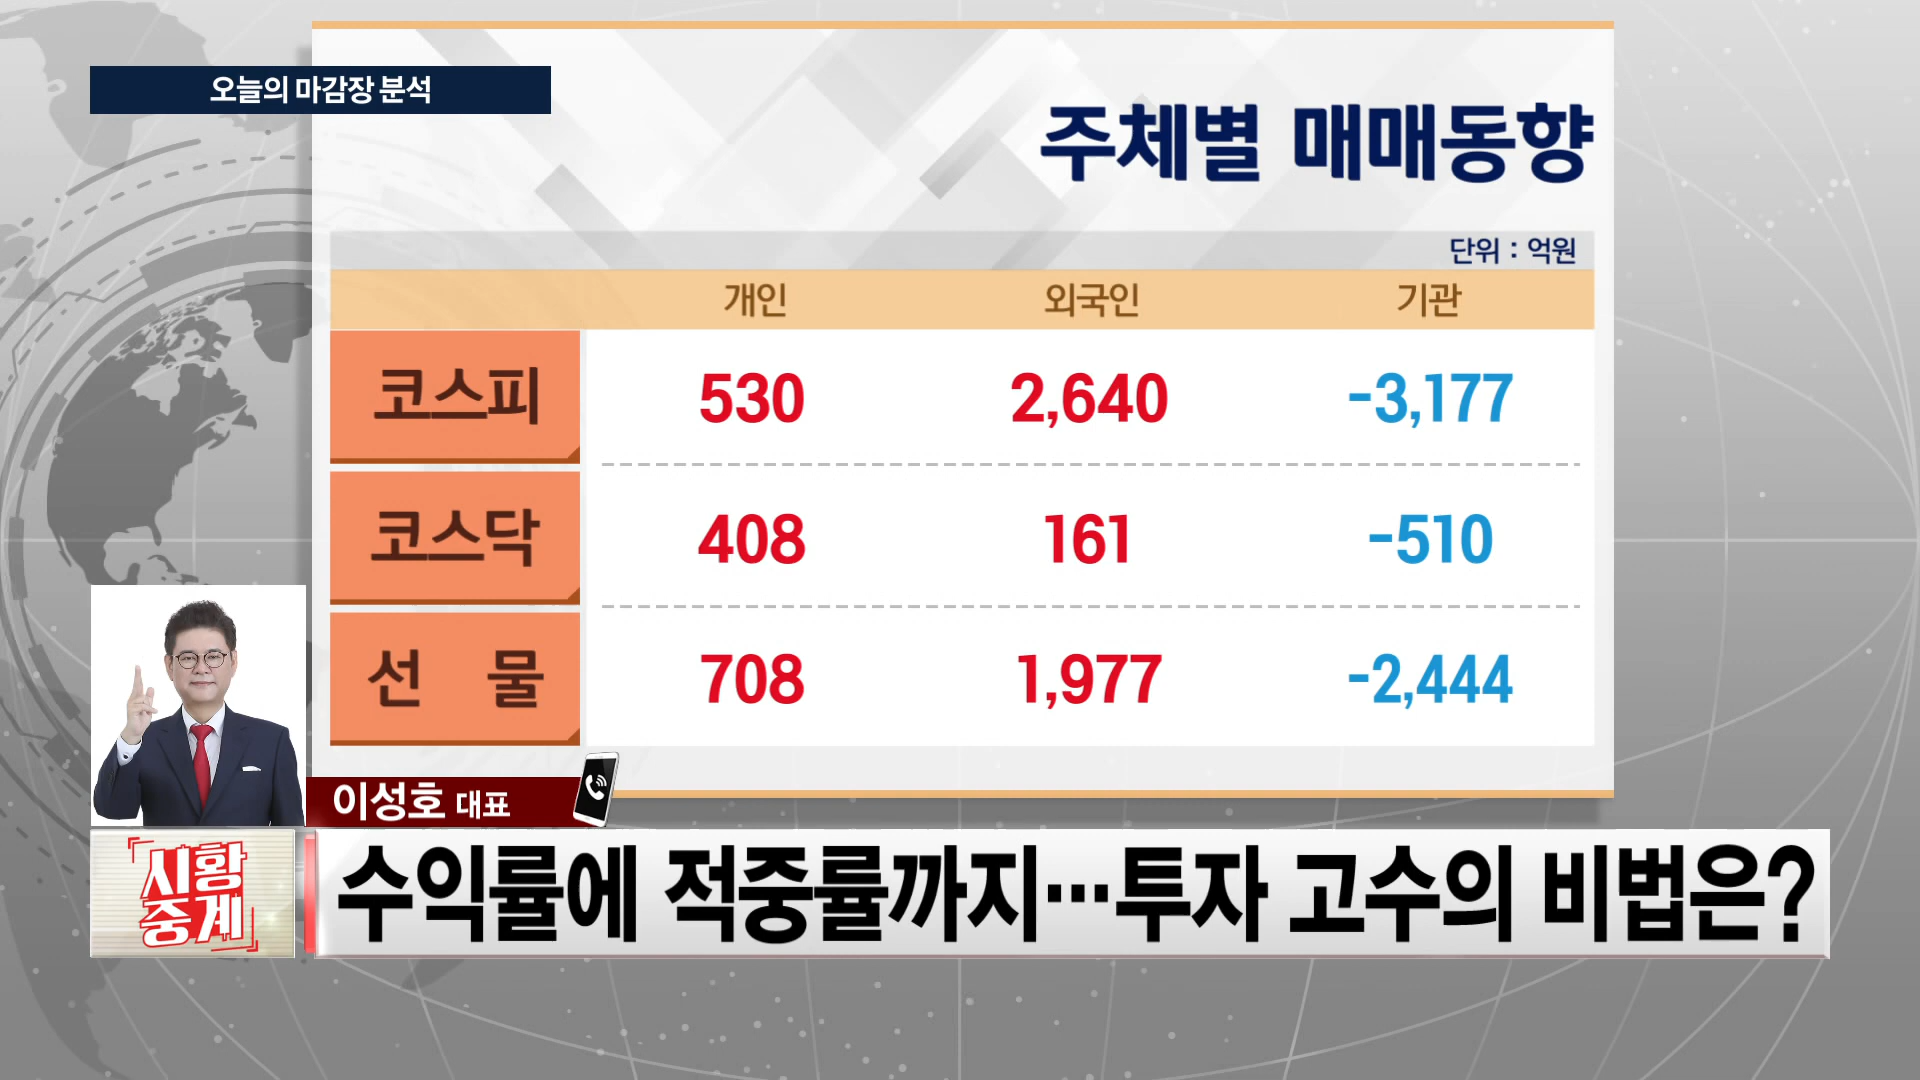 오늘의 마감장 분석
주체별 매매동향
단위 : 억원
개인 외국인 기관
코스피 530 2,640 -3,177
코스닥 408 161 -510
선 물 708 1,977 -2,444
이성호 대표
시황
중계
수익률에 적중률까지…투자 고수의 비법은?